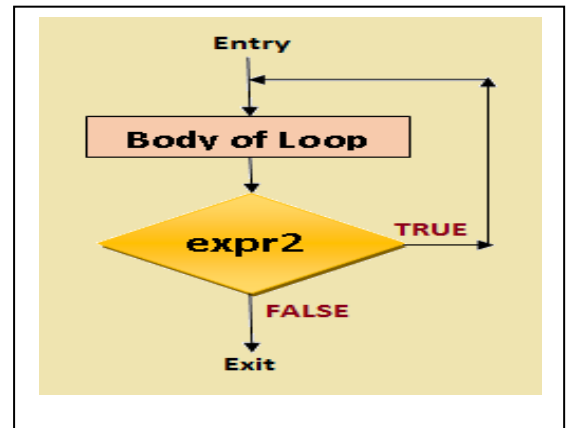 Entry
Body of Loop
expr2
TRUE
FALSE
Exit